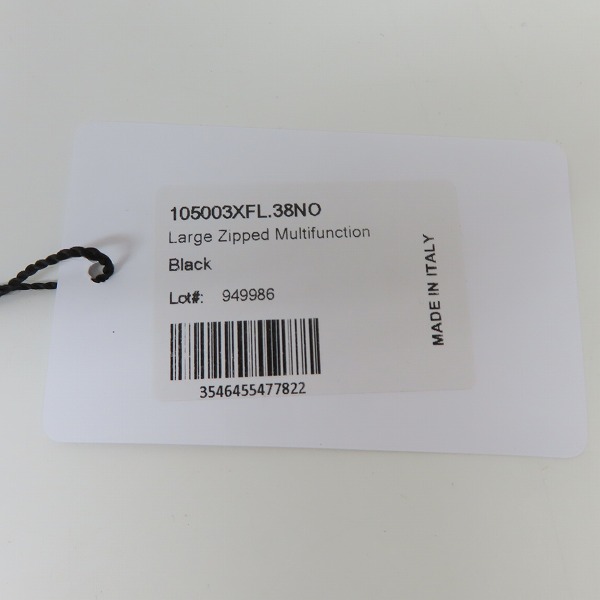 105003XFL.38NO
Large Zipped Multifunction
Black
Lot#: 949986
3546455477822
MADE IN ITALY